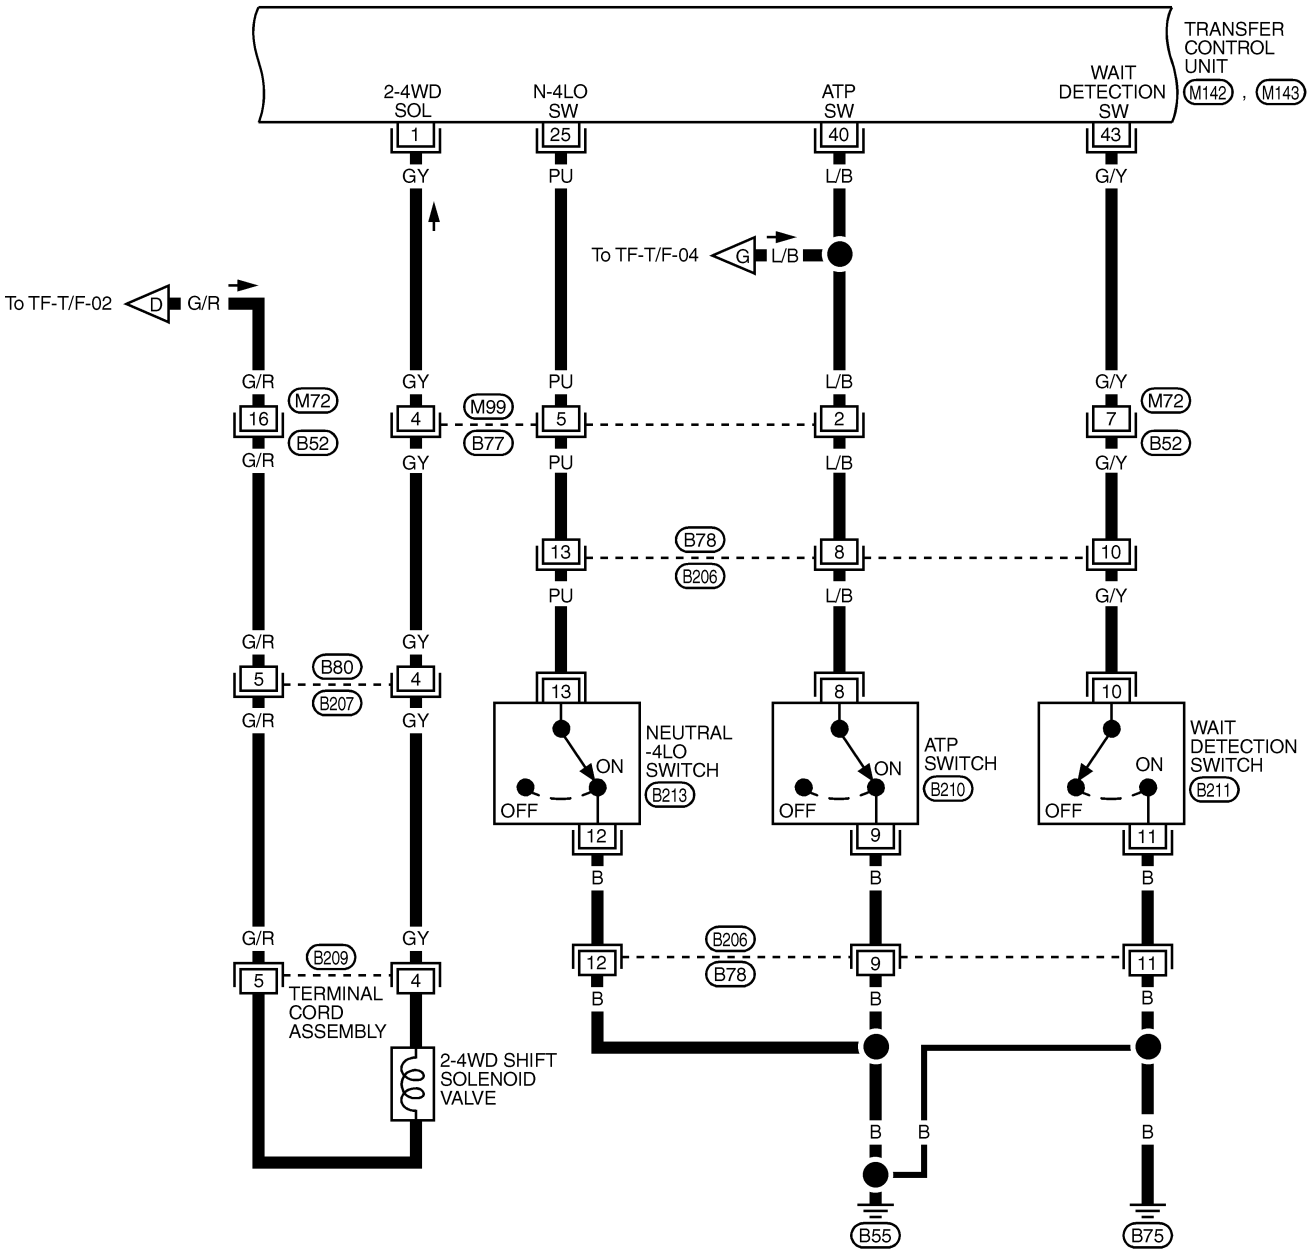 TRANSFER
CONTROL
UNIT
M142 , M143
2-4WD
SOL
N-4LO
SW
ATP
SW
WAIT
DETECTION
SW
1
25
40
43
GY
PU
L/B
G/Y
To TF-T/F-04
G
L/B
To TF-T/F-02
D
G/R
G/R
GY
PU
L/B
G/Y
16
M72
B52
4
M99
B77
5
2
7
M72
B52
G/R
GY
PU
L/B
G/Y
13
B78
B206
8
10
PU
L/B
G/Y
G/R
GY
5
B80
B207
4
G/R
GY
13
8
10
NEUTRAL
-4LO
SWITCH
B213
ON
OFF
ATP
SWITCH
B210
ON
OFF
WAIT
DETECTION
SWITCH
B211
ON
OFF
12
9
11
B
B
B
G/R
GY
12
B206
B78
9
11
B
B
B
5
B209
4
TERMINAL
CORD
ASSEMBLY
2-4WD SHIFT
SOLENOID
VALVE
B
B
B
B55
B75